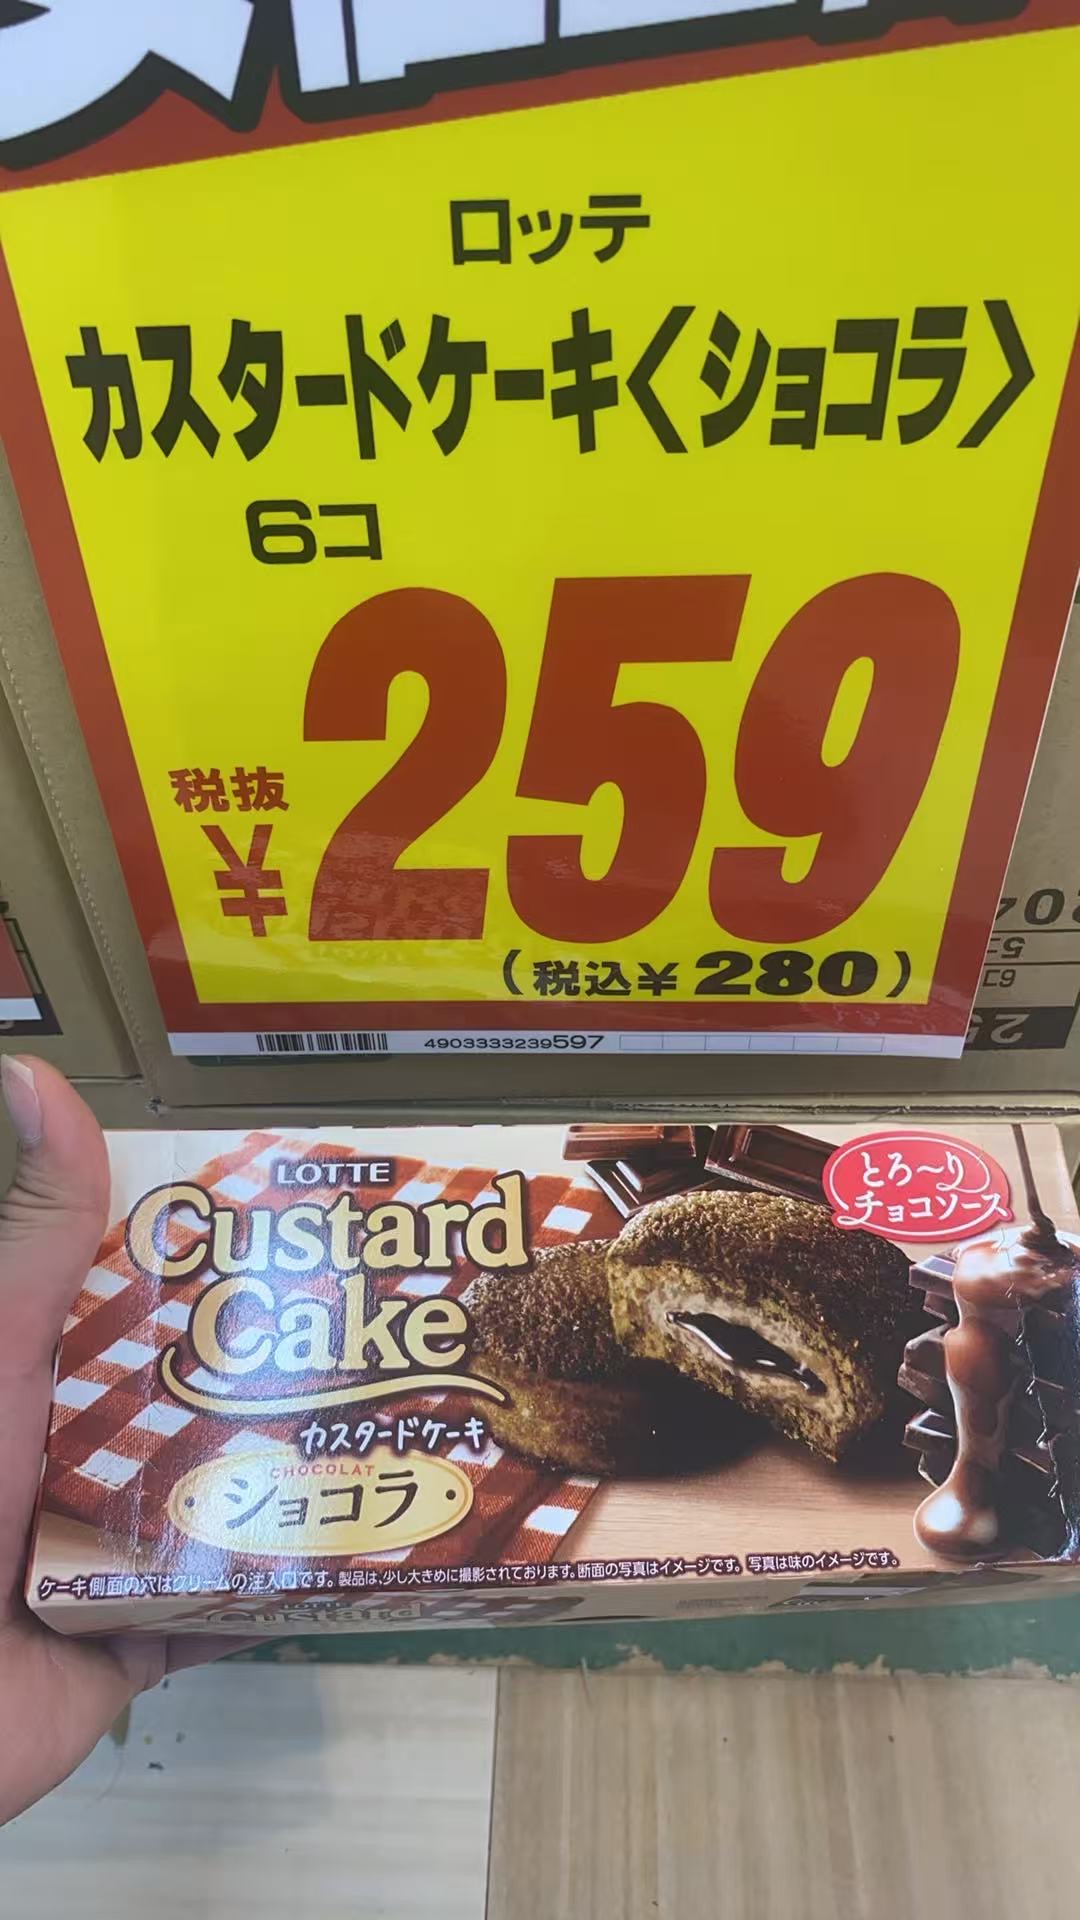 ロッテ
カスタードケーキ〈ショコラ〉
6コ
税抜
¥259
(税込¥280)
4903333239597
LOTTE
Custard
Cake
カスタードケーキ
CHOCOLAT
ショコラ
とろ〜り
チョコソース
ケーキ側面の穴はクリームの注入口です。製品は、少し大きめに撮影されております。断面の写真はイメージです。写真は味のイメージです。
LOTTE
Custard